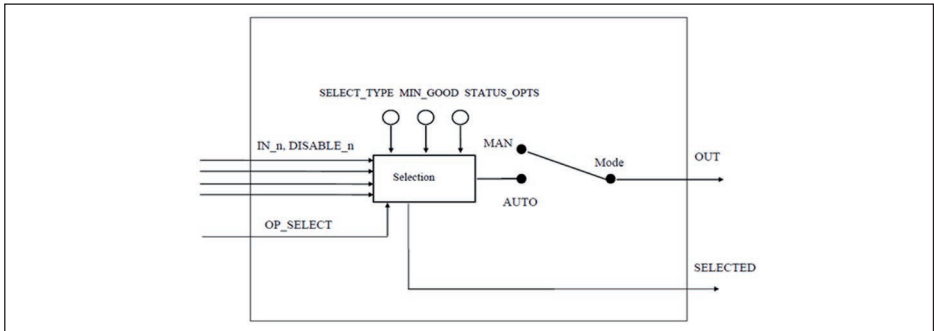 SELECT_TYPE MIN_GOOD STATUS_OPTS
IN_n, DISABLE_n
MAN
Mode
OUT
Selection
AUTO
OP_SELECT
SELECTED